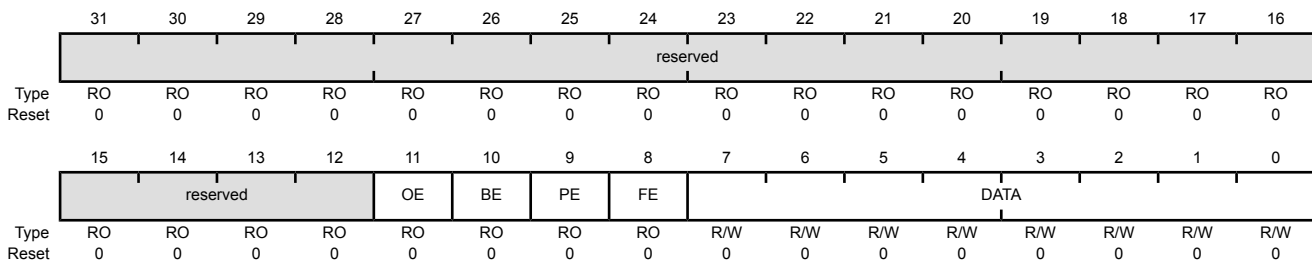 31 30 29 28 27 26 25 24 23 22 21 20 19 18 17 16
reserved
Type RO RO RO RO RO RO RO RO RO RO RO RO RO RO RO RO
Reset 0 0 0 0 0 0 0 0 0 0 0 0 0 0 0 0
15 14 13 12 11 10 9 8 7 6 5 4 3 2 1 0
reserved OE BE PE FE DATA
Type RO RO RO RO RO RO RO RO R/W R/W R/W R/W R/W R/W R/W R/W
Reset 0 0 0 0 0 0 0 0 0 0 0 0 0 0 0 0